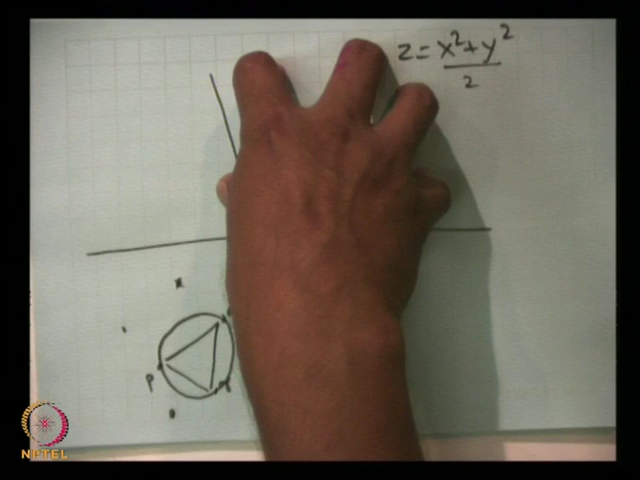 z = x² + y² / 2
P
NPTEL